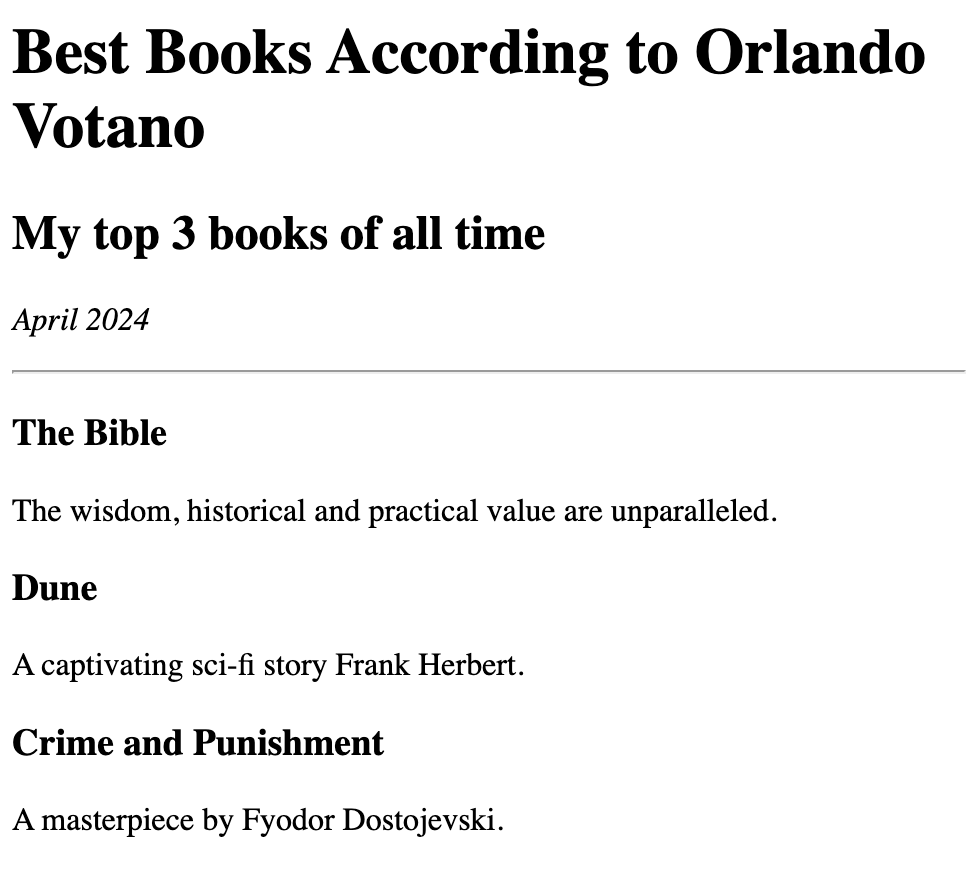 Best Books According to Orlando
Votano
My top 3 books of all time
April 2024
The Bible
The wisdom, historical and practical value are unparalleled.
Dune
A captivating sci-fi story Frank Herbert.
Crime and Punishment
A masterpiece by Fyodor Dostojevski.